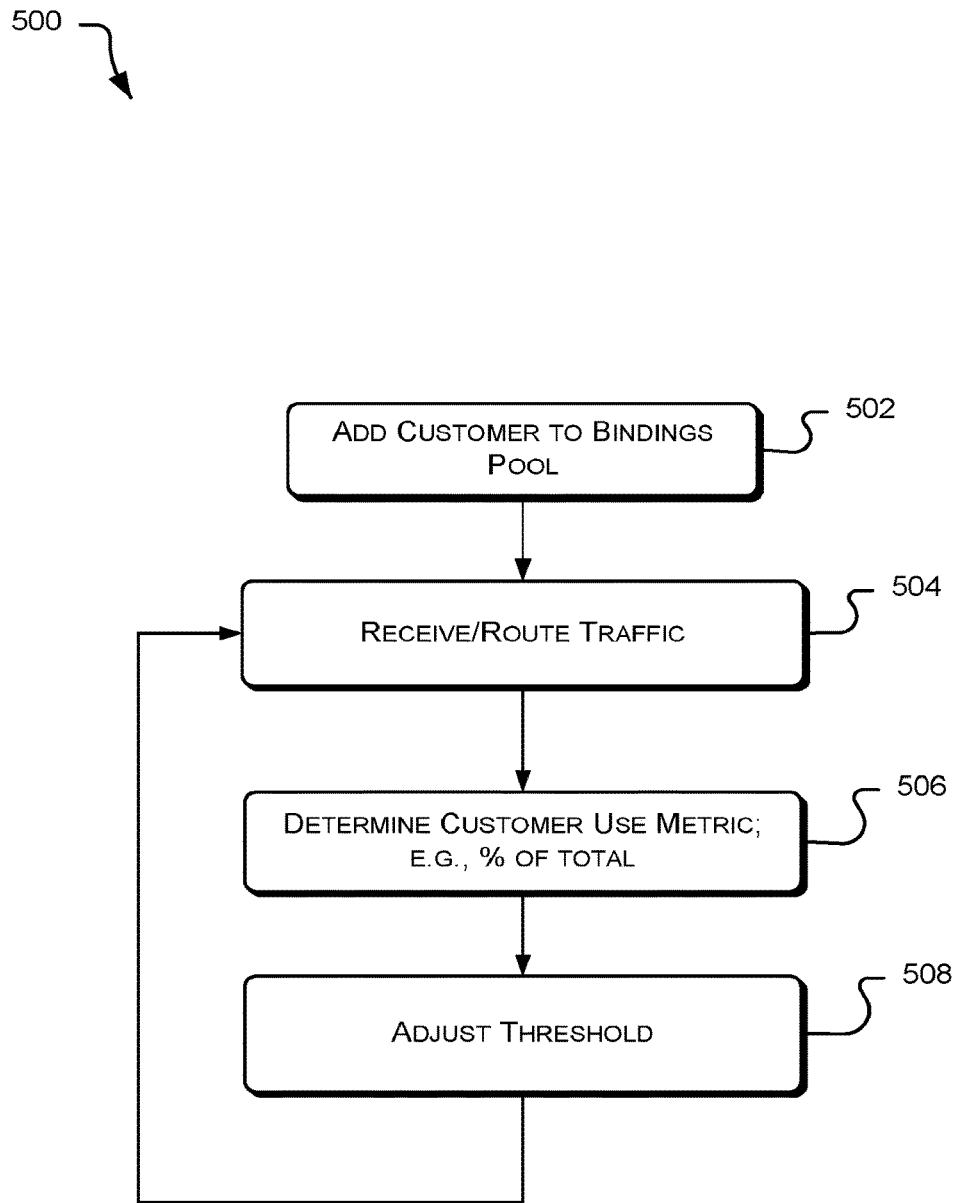 500
ADD CUSTOMER TO BINDINGS
POOL
502
RECEIVE/ROUTE TRAFFIC
504
DETERMINE CUSTOMER USE METRIC;
E.G., % OF TOTAL
506
ADJUST THRESHOLD
508